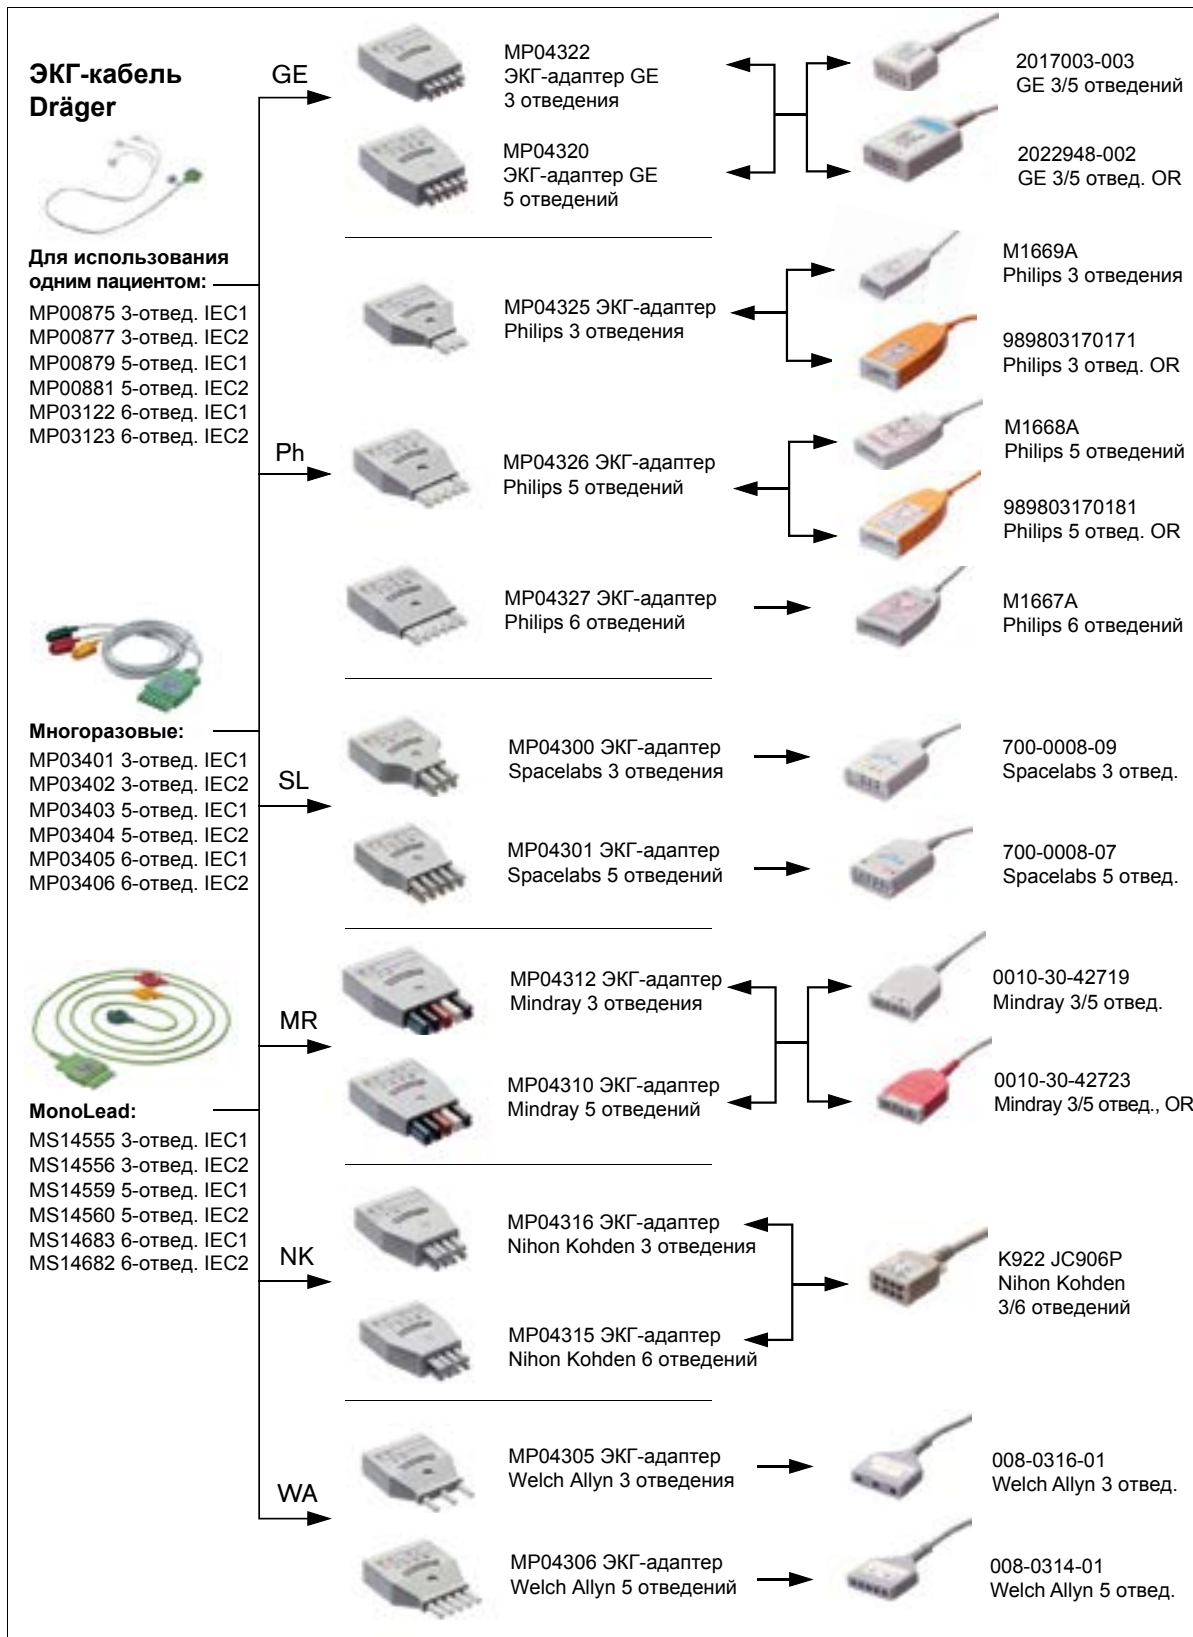 ЭКГ-кабель
Dräger
Для использования
одним пациентом:
MP00875 3-отвед. IEC1
MP00877 3-отвед. IEC2
MP00879 5-отвед. IEC1
MP00881 5-отвед. IEC2
MP03122 6-отвед. IEC1
MP03123 6-отвед. IEC2
Многоразовые:
MP03401 3-отвед. IEC1
MP03402 3-отвед. IEC2
MP03403 5-отвед. IEC1
MP03404 5-отвед. IEC2
MP03405 6-отвед. IEC1
MP03406 6-отвед. IEC2
MonoLead:
MS14555 3-отвед. IEC1
MS14556 3-отвед. IEC2
MS14559 5-отвед. IEC1
MS14560 5-отвед. IEC2
MS14683 6-отвед. IEC1
MS14682 6-отвед. IEC2
GE
MP04322
ЭКГ-адаптер GE
3 отведения
MP04320
ЭКГ-адаптер GE
5 отведений
2017003-003
GE 3/5 отведений
2022948-002
GE 3/5 отвед. OR
Ph
MP04325 ЭКГ-адаптер
Philips 3 отведения
M1669A
Philips 3 отведения
989803170171
Philips 3 отвед. OR
MP04326 ЭКГ-адаптер
Philips 5 отведений
M1668A
Philips 5 отведений
989803170181
Philips 5 отвед. OR
MP04327 ЭКГ-адаптер
Philips 6 отведений
M1667A
Philips 6 отведений
SL
MP04300 ЭКГ-адаптер
Spacelabs 3 отведения
700-0008-09
Spacelabs 3 отвед.
MP04301 ЭКГ-адаптер
Spacelabs 5 отведений
700-0008-07
Spacelabs 5 отвед.
MR
MP04312 ЭКГ-адаптер
Mindray 3 отведения
MP04310 ЭКГ-адаптер
Mindray 5 отведений
0010-30-42719
Mindray 3/5 отвед.
0010-30-42723
Mindray 3/5 отвед., OR
NK
MP04316 ЭКГ-адаптер
Nihon Kohden 3 отведения
MP04315 ЭКГ-адаптер
Nihon Kohden 6 отведений
K922 JC906P
Nihon Kohden
3/6 отведений
WA
MP04305 ЭКГ-адаптер
Welch Allyn 3 отведения
008-0316-01
Welch Allyn 3 отвед.
MP04306 ЭКГ-адаптер
Welch Allyn 5 отведений
008-0314-01
Welch Allyn 5 отвед.